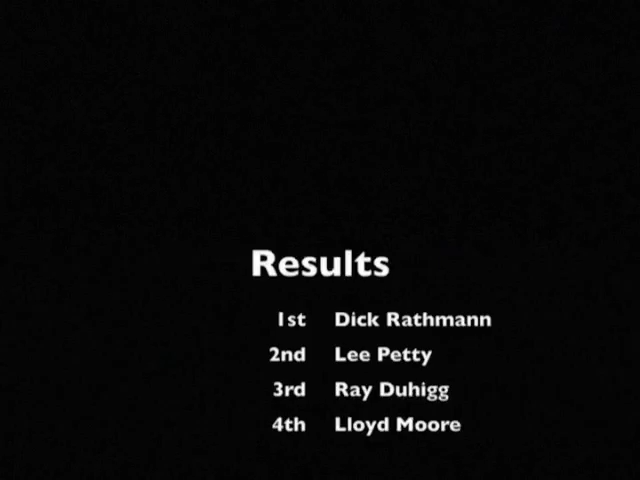 Results
1st Dick Rathmann
2nd Lee Petty
3rd Ray Duhigg
4th Lloyd Moore